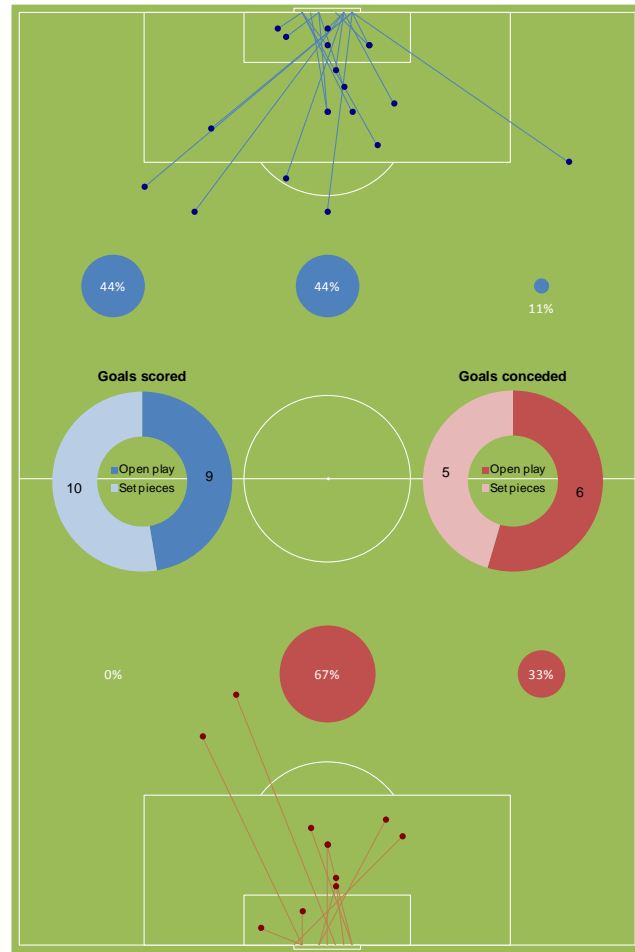 44%
44%
11%
Goals scored
Goals conceded
Open play
Set pieces
10
9
Open play
Set pieces
5
6
0%
67%
33%